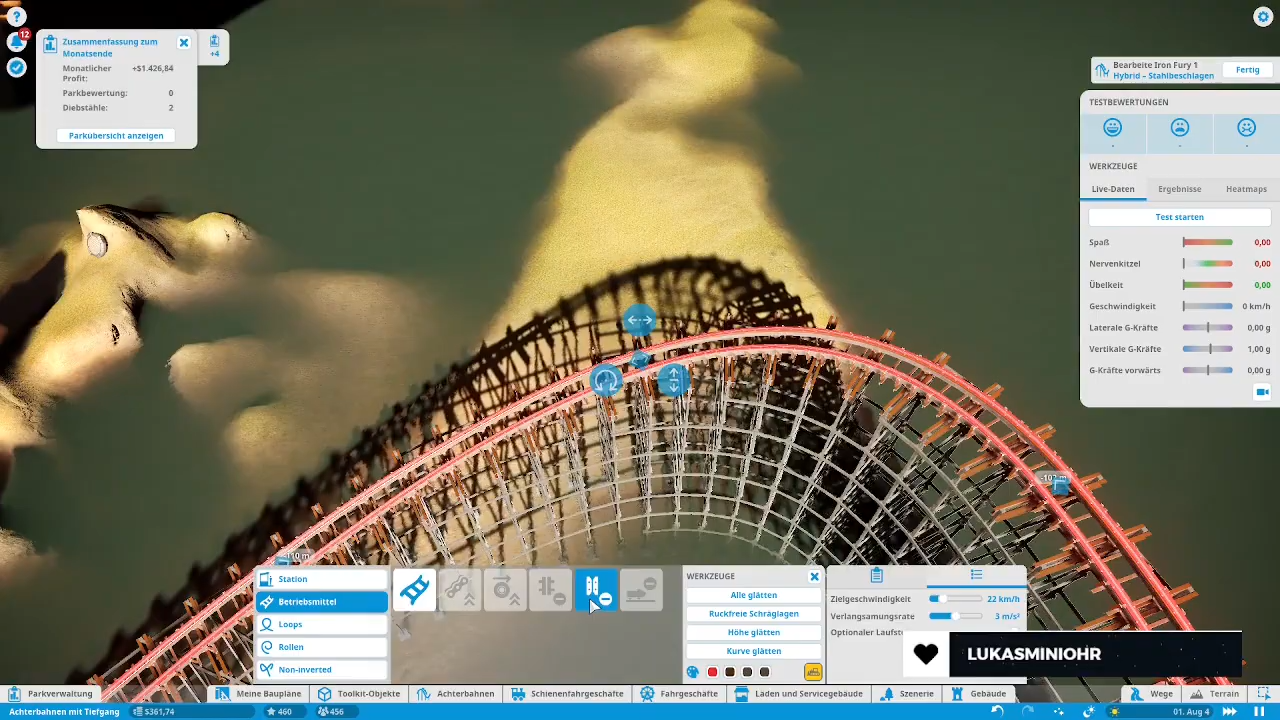 12
Zusammenfassung zum
Monatsende
+4
Monatlicher
Profit:
+$1.426,84
Parkbewertung:
0
Diebstähle:
2
Parkübersicht anzeigen
Bearbeite Iron Fury 1
Hybrid – Stahlbeschlagen
Fertig
TESTBEWERTUNGEN
- - -
WERKZEUGE
Live-Daten
Ergebnisse
Heatmaps
Test starten
Spaß
0,00
Nervenkitzel
0,00
Übelkeit
0,00
Geschwindigkeit
0 km/h
Laterale G-Kräfte
0,00 g
Vertikale G-Kräfte
1,00 g
G-Kräfte vorwärts
0,00 g
Station
Betriebsmittel
Loops
Rollen
Non-inverted
WERKZEUGE
Alle glätten
Ruckfreie Schräglagen
Höhe glätten
Kurve glätten
Zielgeschwindigkeit
22 km/h
Verlangsamungsrate
3 m/s²
LUKASMINIOHR
Parkverwaltung
Meine Baupläne
Toolkit-Objekte
Achterbahnen
Schienenfahrgeschäfte
Fahrgeschäfte
Laden und Servicegebäude
Szenerie
Gebäude
Wege
Terrain
Achterbahnen mit Tiefgang
$361,74
460
456
01. Aug 4